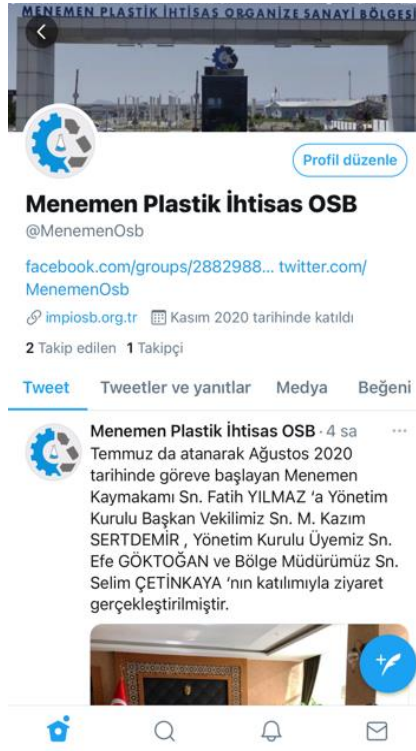 MENEMEN PLASTİK İHTİSAS ORGANİZE SANAYİ BÖLGESİ
Profil düzenle
Menemen Plastik İhtisas OSB
@MenemenOsb
facebook.com/groups/2882988... twitter.com/
MenemenOsb
impiosb.org.tr Kasım 2020 tarihinde katıldı
2 Takip edilen 1 Takipçi
Tweet Tweetler ve yanıtlar Medya Beğeni
Menemen Plastik İhtisas OSB · 4 sa ...
Temmuz da atanarak Ağustos 2020
tarihinde göreve başlayan Menemen
Kaymakamı Sn. Fatih YILMAZ ‘a Yönetim
Kurulu Başkan Vekilimiz Sn. M. Kazım
SERTDEMİR , Yönetim Kurulu Üyemiz Sn.
Efe GÖKTOĞAN ve Bölge Müdürümüz Sn.
Selim ÇETİNKAYA ‘nın katılımıyla ziyaret
gerçekleştirilmiştir.